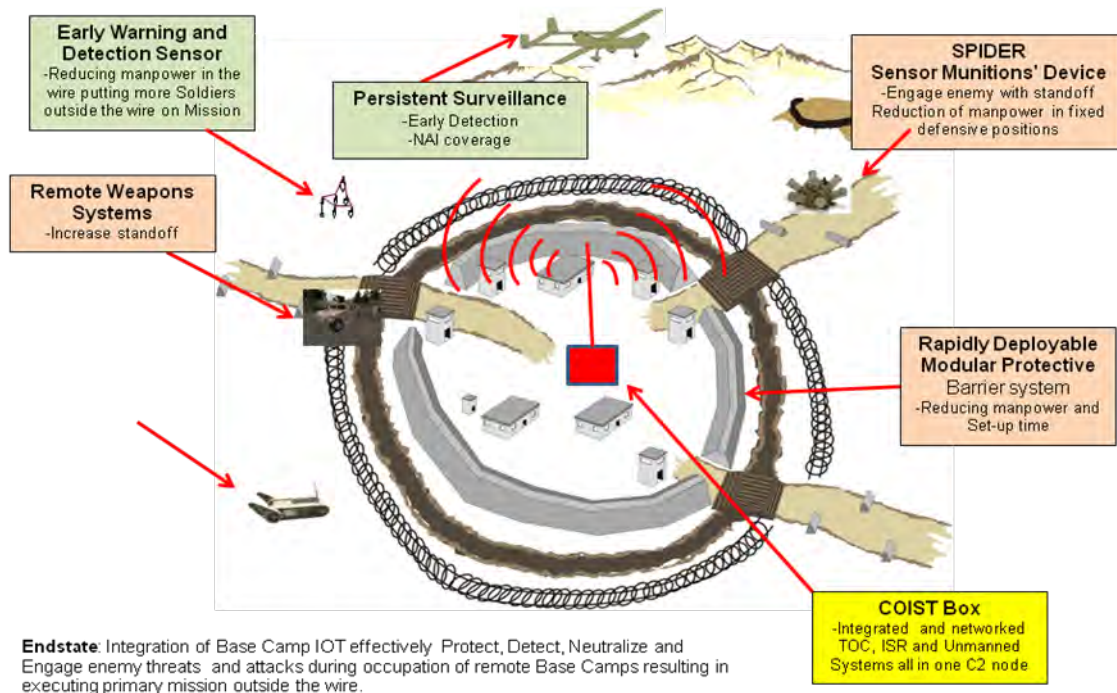 Early Warning and
Detection Sensor
-Reducing manpower in the
wire putting more Soldiers
outside the wire on Mission
Persistent Surveillance
-Early Detection
-NAI coverage
SPIDER
Sensor Munitions' Device
-Engage enemy with standoff
Reduction of manpower in fixed
defensive positions
Remote Weapons
Systems
-Increase standoff
Rapidly Deployable
Modular Protective
Barrier system
-Reducing manpower and
Set-up time
COIST Box
-Integrated and networked
TOC, ISR and Unmanned
Systems all in one C2 node
Endstate: Integration of Base Camp IOT effectively Protect, Detect, Neutralize and
Engage enemy threats and attacks during occupation of remote Base Camps resulting in
executing primary mission outside the wire.